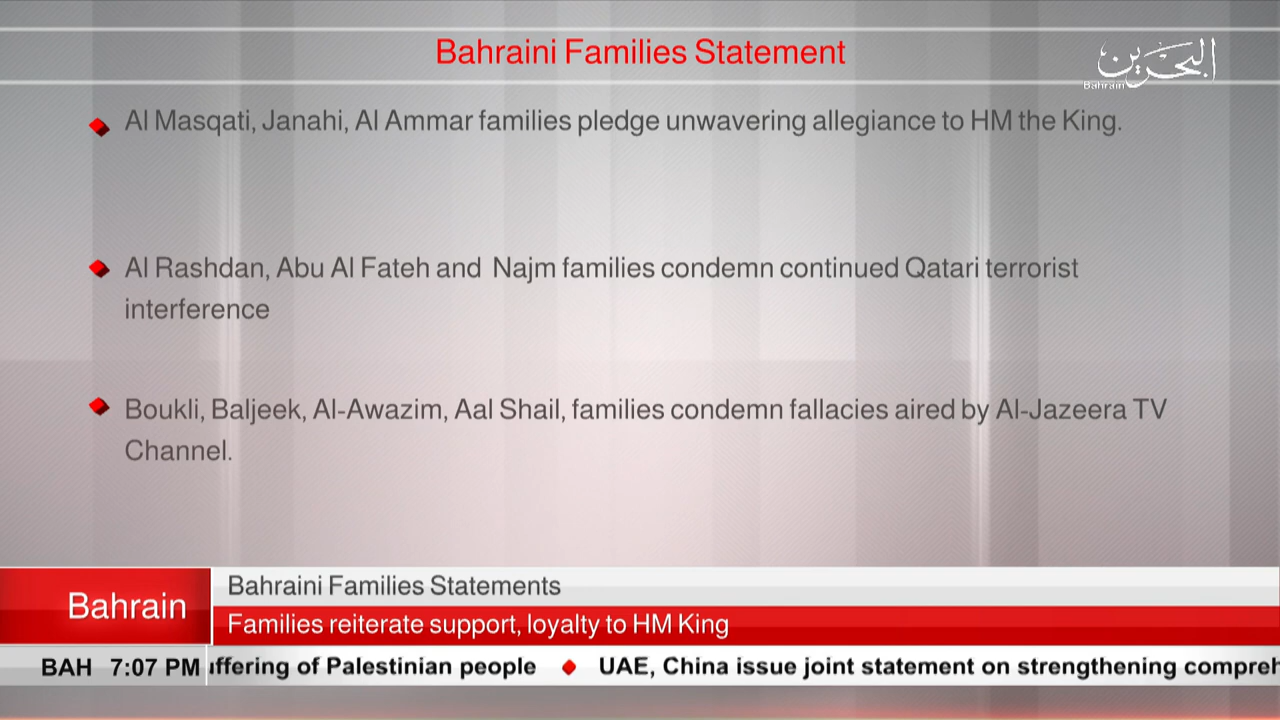 Bahraini Families Statement
البحرين
Bahrain
Al Masqati, Janahi, Al Ammar families pledge unwavering allegiance to HM the King.
Al Rashdan, Abu Al Fateh and Najm families condemn continued Qatari terrorist
interference
Boukli, Baljeek, Al-Awazim, Aal Shail, families condemn fallacies aired by Al-Jazeera TV
Channel.
Bahrain
Bahraini Families Statements
Families reiterate support, loyalty to HM King
BAH 7:07 PM uffering of Palestinian people UAE, China issue joint statement on strengthening compreh